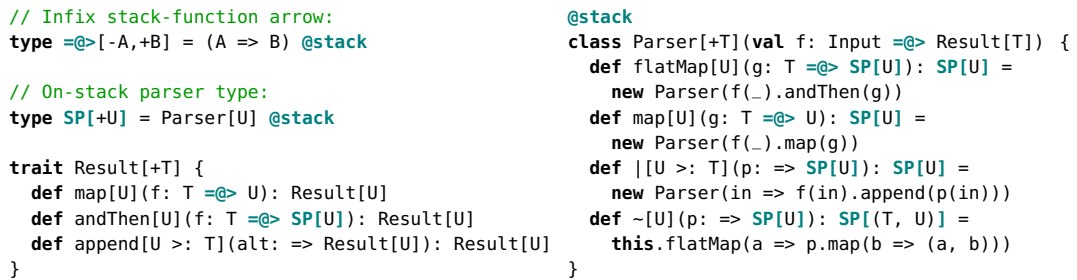 // Infix stack-function arrow:
type =@>[-A,+B] = (A => B) @stack

// On-stack parser type:
type SP[+U] = Parser[U] @stack

trait Result[+T] {
  def map[U](f: T =@> U): Result[U]
  def andThen[U](f: T =@> SP[U]): Result[U]
  def append[U >: T](alt: => Result[U]): Result[U]
}

@stack
class Parser[+T](val f: Input =@> Result[T]) {
  def flatMap[U](g: T =@> SP[U]): SP[U] =
    new Parser(f(_).andThen(g))
  def map[U](g: T =@> U): SP[U] =
    new Parser(f(_).map(g))
  def |[U >: T](p: => SP[U]): SP[U] =
    new Parser(in => f(in).append(p(in)))
  def ~[U](p: => SP[U]): SP[(T, U)] =
    this.flatMap(a => p.map(b => (a, b)))
}